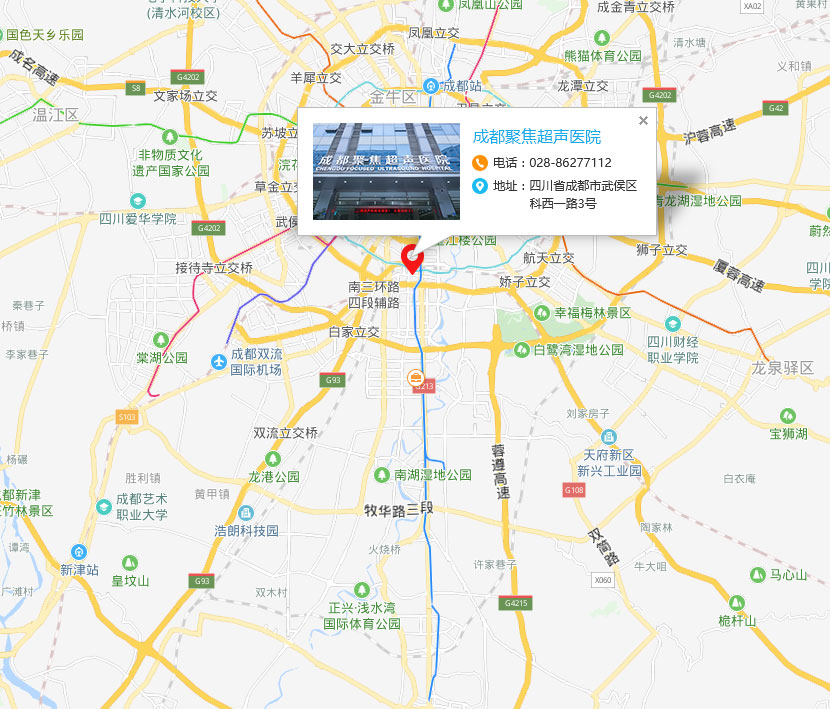 凤凰山公园
成金青立交桥
XA02
(清水河校区)
国色天乡乐园
凤凰立交
交大立交桥
清水塘
熊猫体育公园
义和镇
成名高速
G4202
羊犀立交
成都站
龙潭立交
S8
文家场立交
金牛区
G4202
G42
温江区
苏坡立
沪蓉高速
成都聚焦超声医院
CHENGDU FOCUSED ULTRASOUND HOSPITAL
成都聚焦超声医院
电话：028-86277112
地址：四川省成都市武侯区
科西一路3号
非物质文化
遗产国家公园
浣花
草金立交
青龙湖湿地公园
四川爱华学院
G4202
武侯
接待寺立交桥
狮子立交
航天立交
厦蓉高速
四川
娇子立交
南三环路
四段辅路
秦巷子
桥镇
幸福梅林景区
白家立交
棠湖公园
李家巷子
成都双流
国际机场
白鹭湾湿地公园
四川财经
职业学院
龙泉驿区
G93
G213
S103
刘家房子
宝狮湖
双流立交桥
天府新区
新兴工业园
杨碾
龙港公园
南湖湿地公园
蓉遵高速
胜利镇
白衣庵
成都新津
竹林景区
成都艺术
职业大学
黄甲镇
G108
牧华路三段
浩朗科技园
陶家林
双简路
谭湾
火烧桥
新津站
皇坟山
G93
许家巷子
牛大咀
X060
马心山
广滩村
双木村
正兴·浅水湾
国际体育公园
G4215
桅杆山